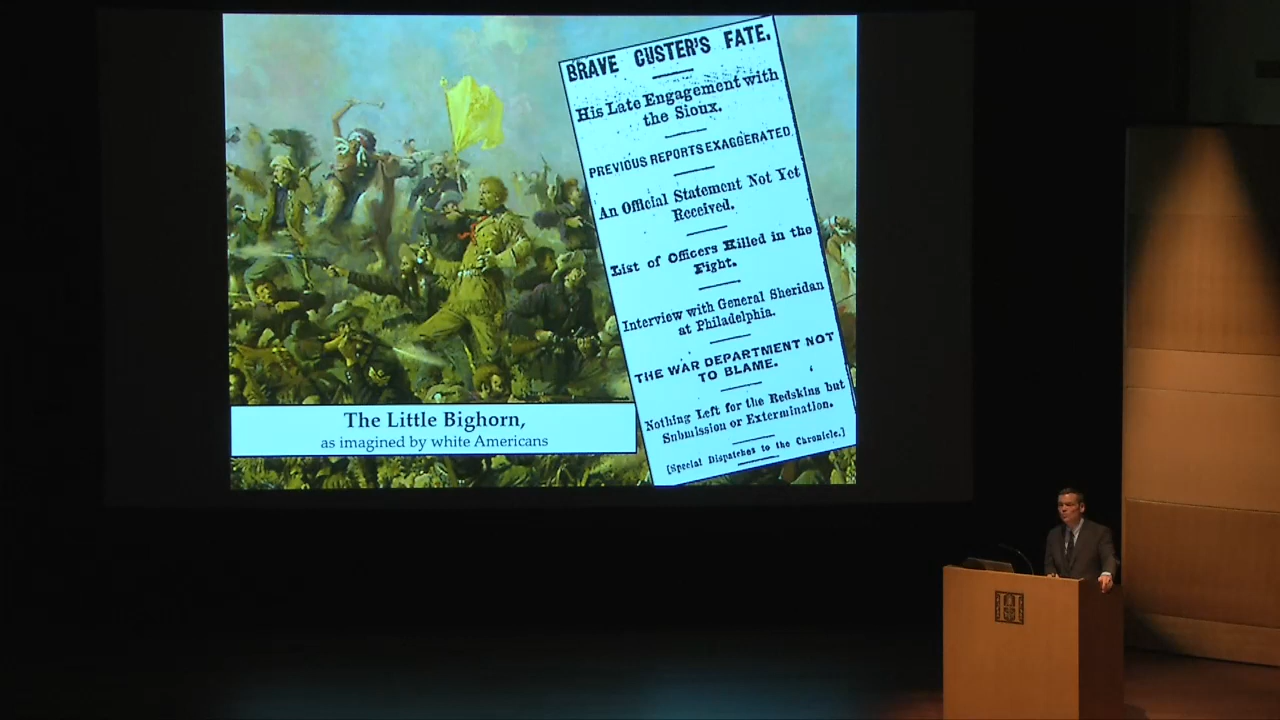 BRAVE CUSTER'S FATE.
His Late Engagement with
the Sioux.
PREVIOUS REPORTS EXAGGERATED.
An Official Statement Not Yet
Received.
List of Officers Killed in the
Fight.
Interview with General Sheridan
at Philadelphia.
THE WAR DEPARTMENT NOT
TO BLAME.
Nothing Left for the Redskins but
Submission or Extermination.
[Special Dispatches to the Chronicle.]
The Little Bighorn,
as imagined by white Americans
H